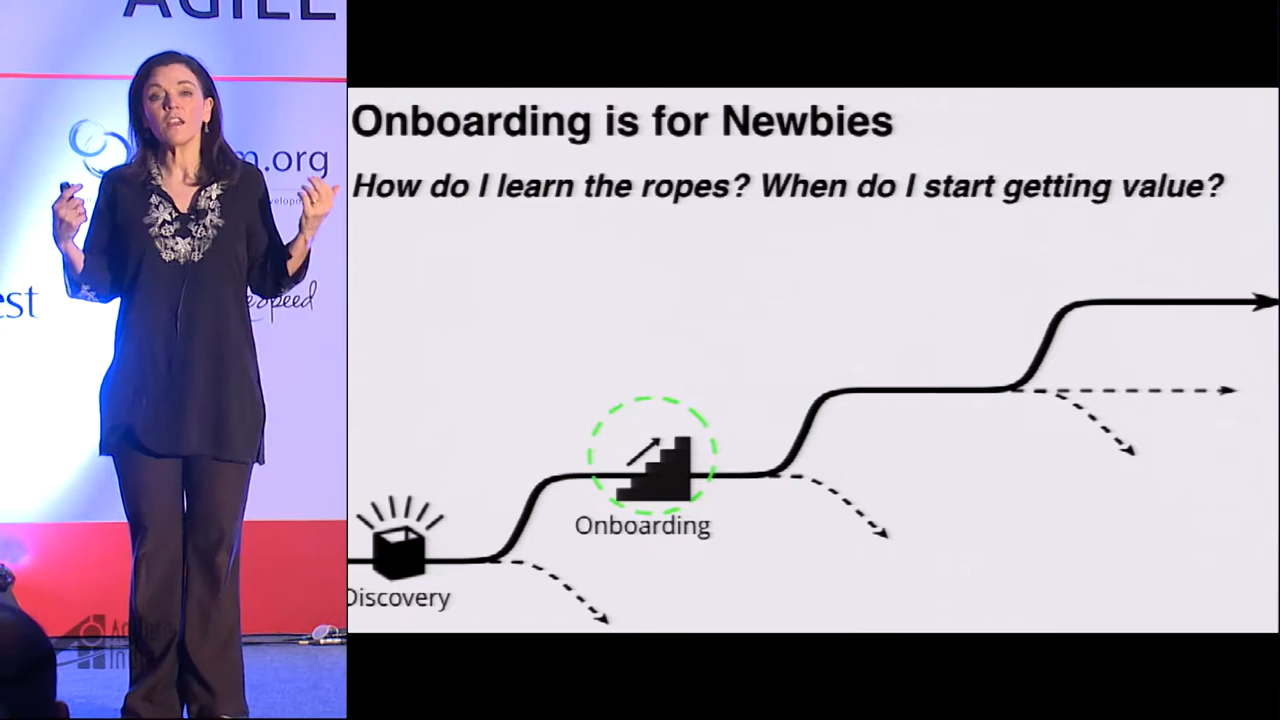 AGILE
m.org
est
eSpeed
Onboarding is for Newbies
How do I learn the ropes? When do I start getting value?
Onboarding
Discovery